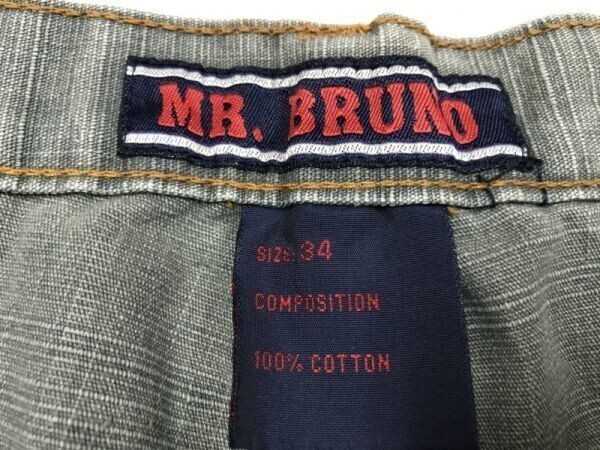 MR. BRUNO
SIZE: 34
COMPOSITION
100% COTTON